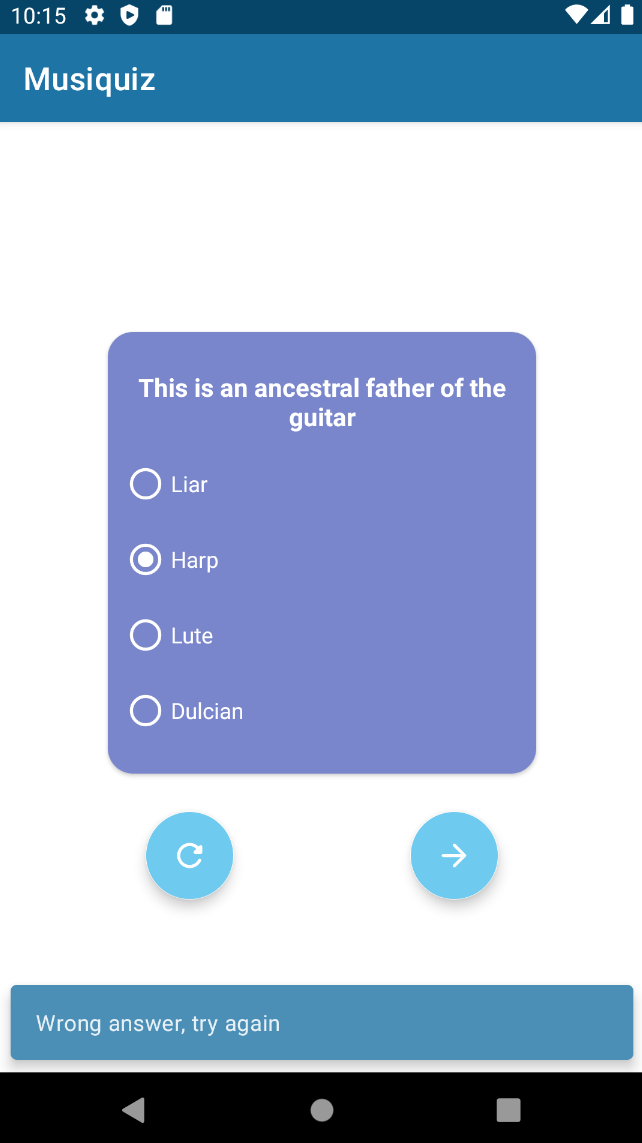 10:15
Musiquiz
This is an ancestral father of the
guitar
Liar
Harp
Lute
Dulcian
Wrong answer, try again